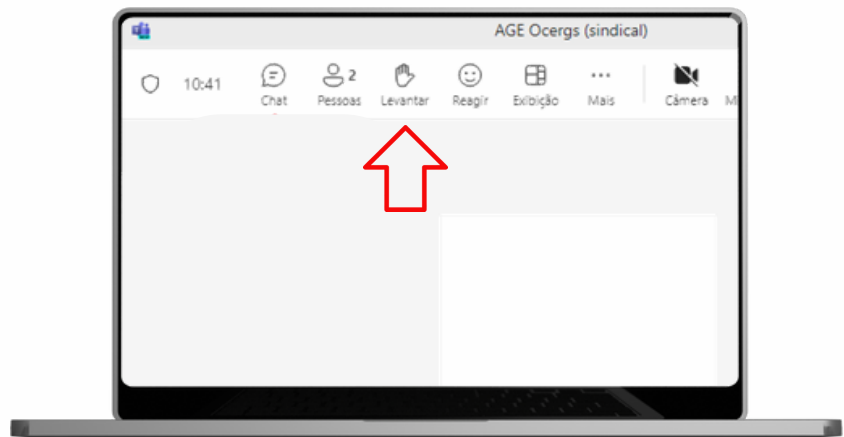 AGE Ocergs (sindical)
10:41
2
Chat Pessoas Levantar Reagir Exibição Mais Câmera